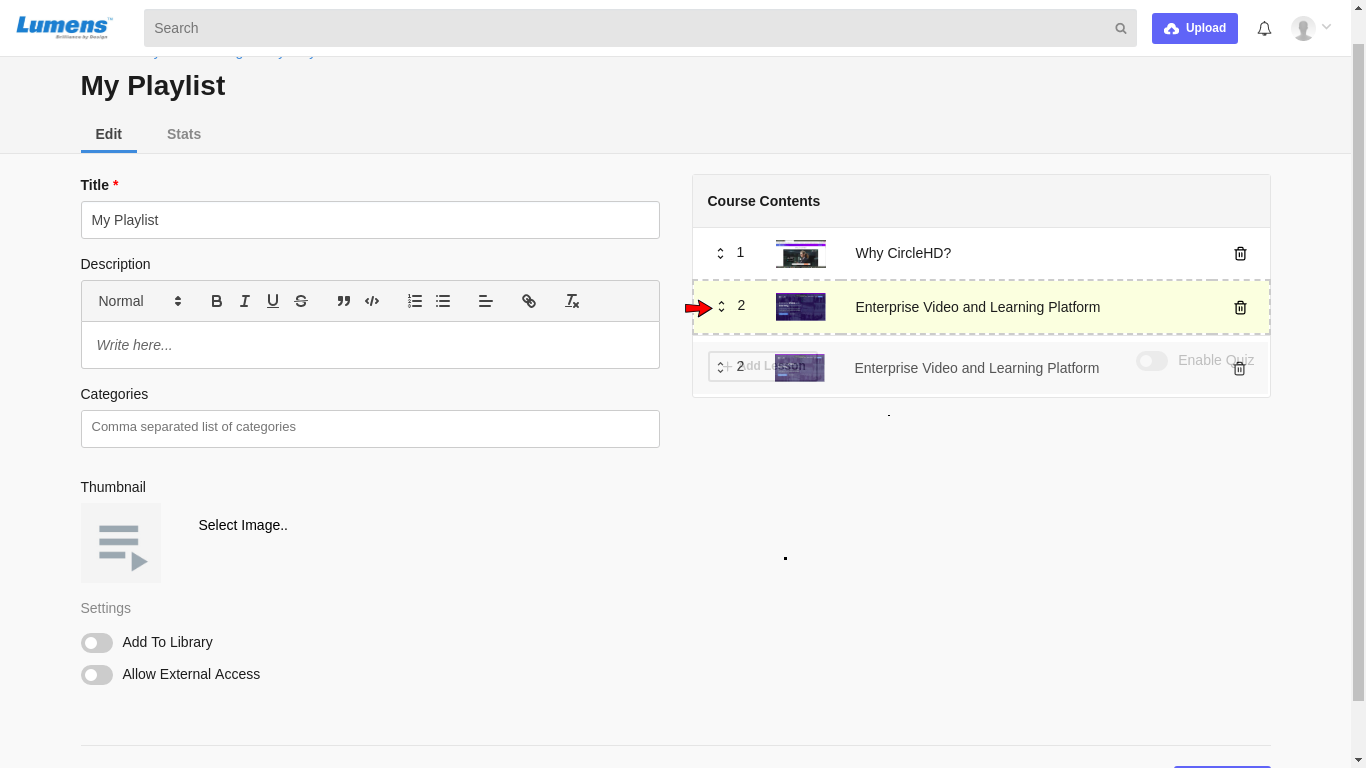 Lumens™
Brilliance by Design
Search
Upload
My Playlist
Edit
Stats
Title *
My Playlist
Description
Normal
Write here...
Categories
Comma separated list of categories
Thumbnail
Select Image..
Settings
Add To Library
Allow External Access
Course Contents
1 Why CircleHD?
2 Enterprise Video and Learning Platform
2 Enterprise Video and Learning Platform
+ Add Lesson
Enable Quiz